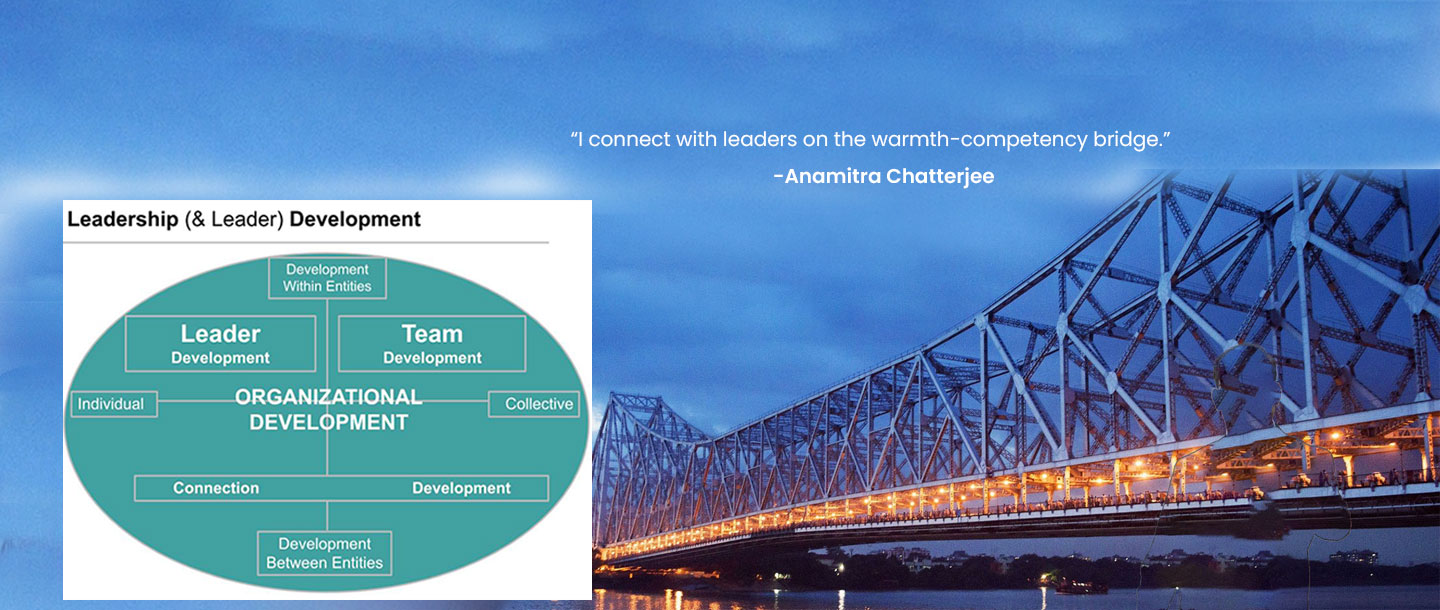 “I connect with leaders on the warmth-competency bridge.”
-Anamitra Chatterjee
Leadership (& Leader) Development
Development
Within Entities
Leader
Development
Team
Development
Individual
ORGANIZATIONAL
DEVELOPMENT
Collective
Connection
Development
Development
Between Entities